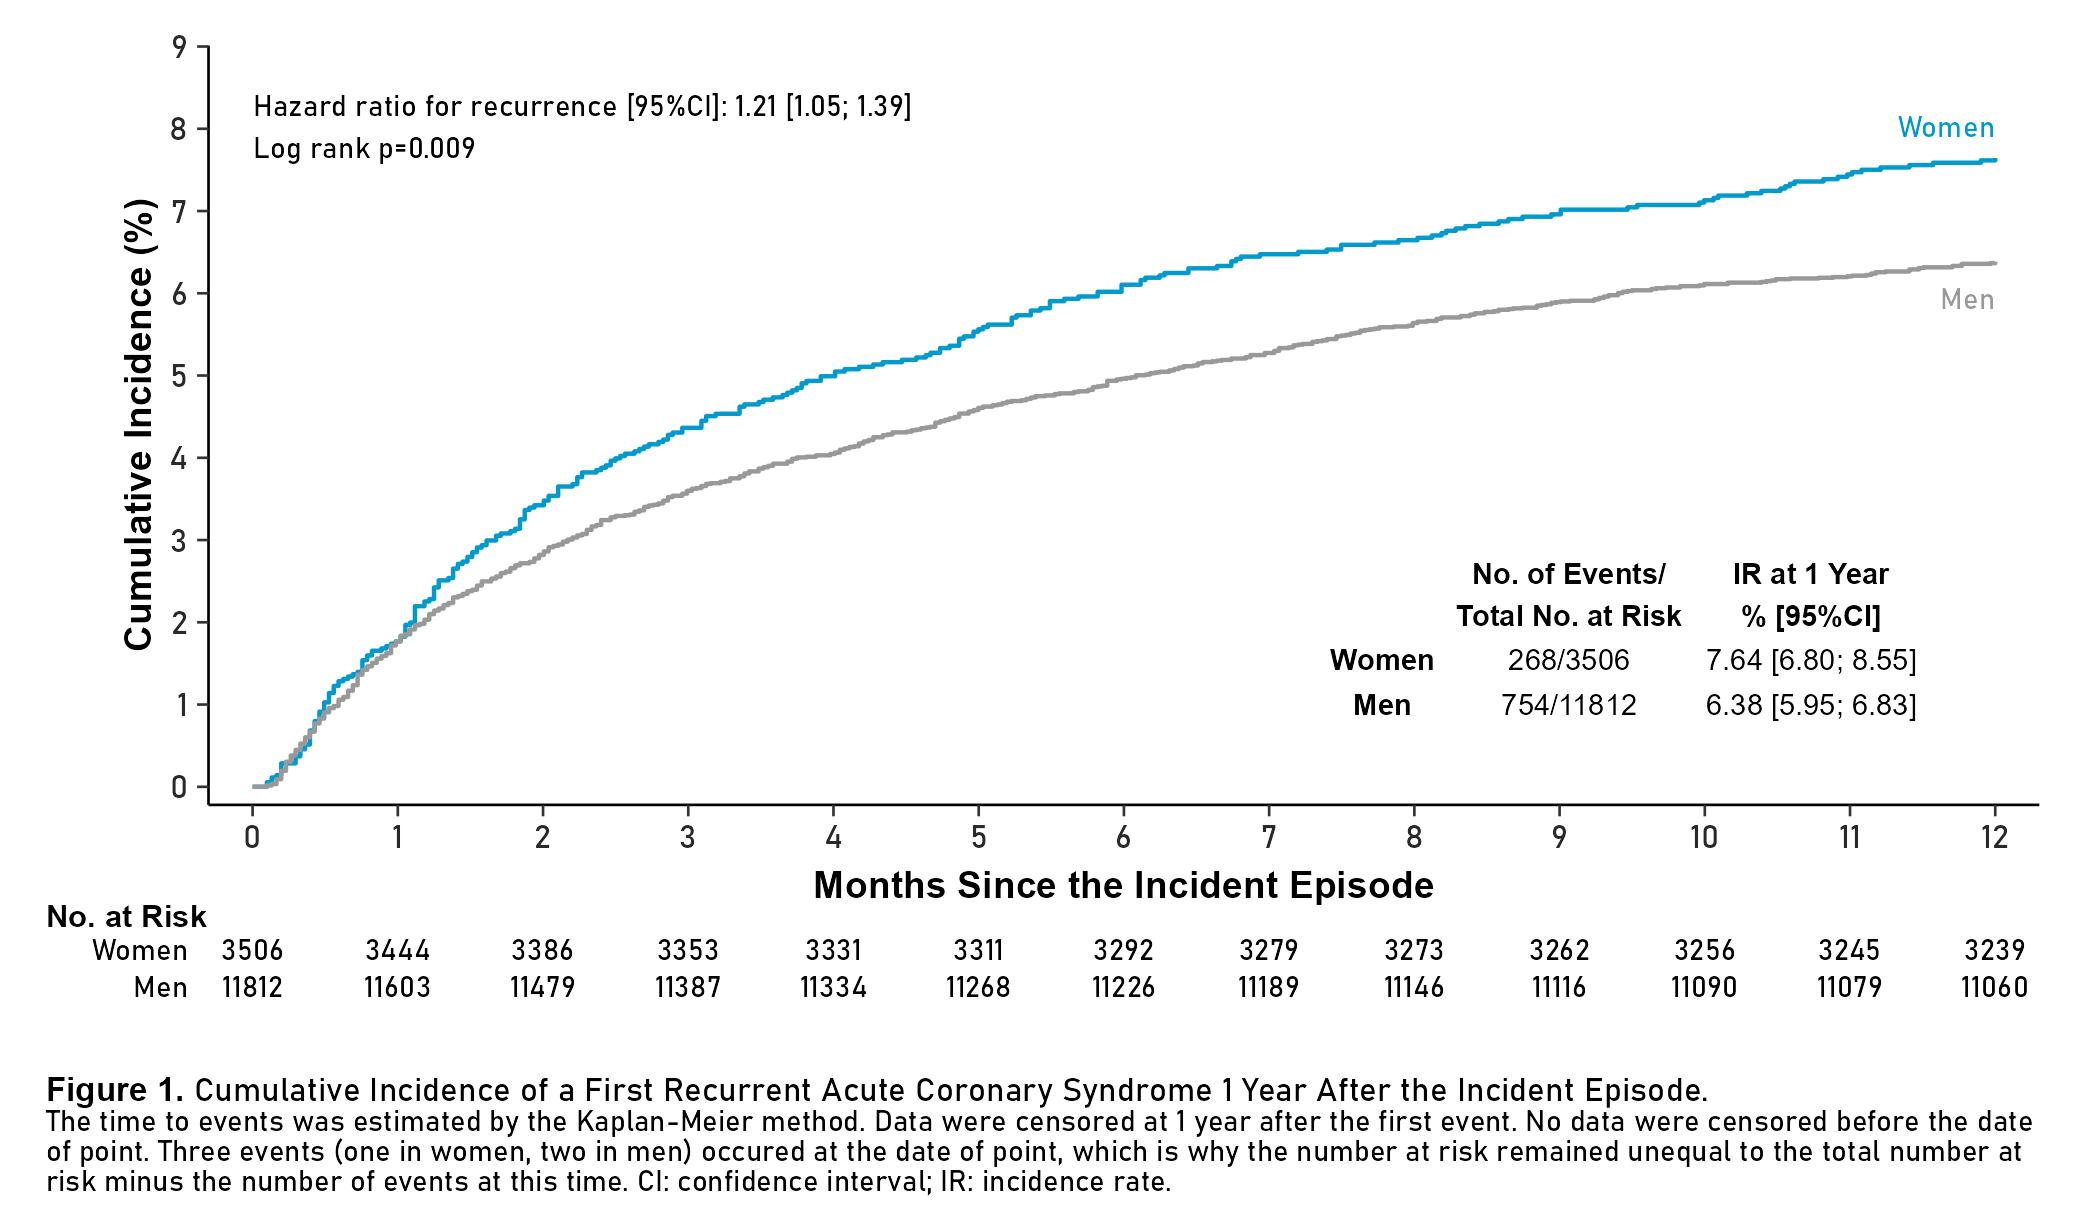 9
8
7
6
5
4
3
2
1
0
Cumulative Incidence (%)
Hazard ratio for recurrence [95%CI]: 1.21 [1.05; 1.39]
Log rank p=0.009
Women
Men
No. of Events/ IR at 1 Year
Total No. at Risk % [95%CI]
Women 268/3506 7.64 [6.80; 8.55]
Men 754/11812 6.38 [5.95; 6.83]
0 1 2 3 4 5 6 7 8 9 10 11 12
Months Since the Incident Episode
No. at Risk
Women 3506 3444 3386 3353 3331 3311 3292 3279 3273 3262 3256 3245 3239
Men 11812 11603 11479 11387 11334 11268 11226 11189 11146 11116 11090 11079 11060
Figure 1. Cumulative Incidence of a First Recurrent Acute Coronary Syndrome 1 Year After the Incident Episode.
The time to events was estimated by the Kaplan-Meier method. Data were censored at 1 year after the first event. No data were censored before the date
of point. Three events (one in women, two in men) occured at the date of point, which is why the number at risk remained unequal to the total number at
risk minus the number of events at this time. CI: confidence interval; IR: incidence rate.